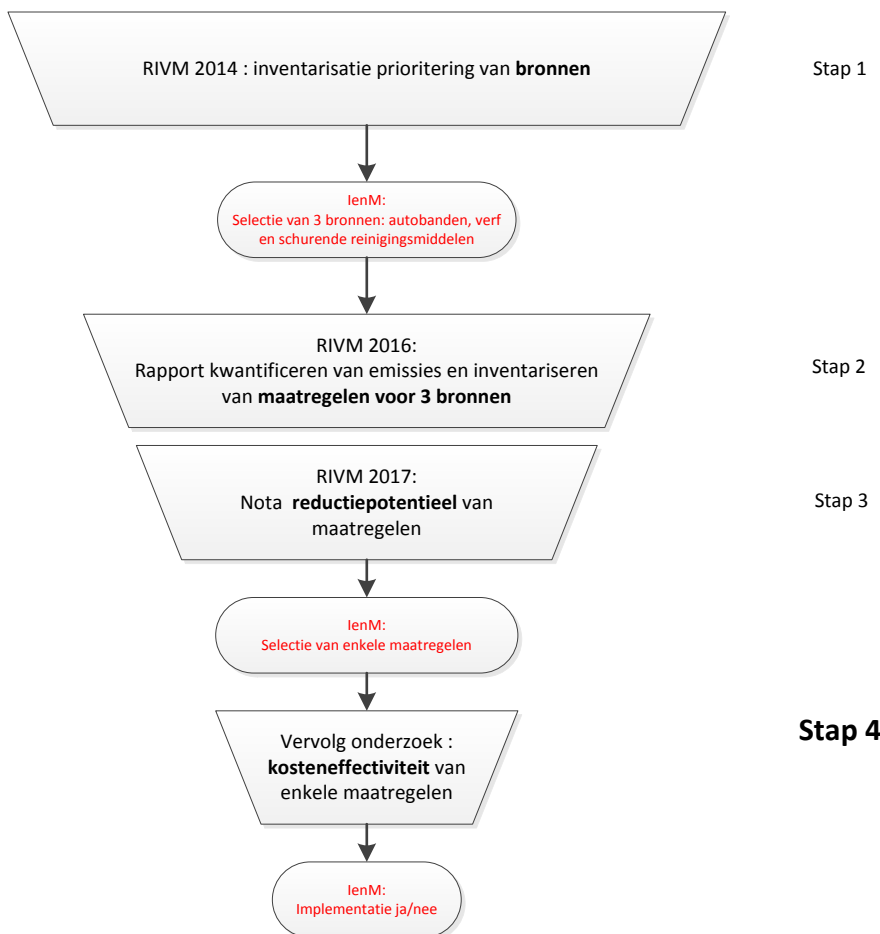 RIVM 2014 : inventarisatie prioritering van bronnen
Stap 1
IenM:
Selectie van 3 bronnen: autobanden, verf
en schurende reinigingsmiddelen
RIVM 2016:
Rapport kwantificeren van emissies en inventariseren
van maatregelen voor 3 bronnen
Stap 2
RIVM 2017:
Nota reductiepotentieel van
maatregelen
Stap 3
IenM:
Selectie van enkele maatregelen
Vervolg onderzoek :
kosteneffectiviteit van
enkele maatregelen
Stap 4
IenM:
Implementatie ja/nee